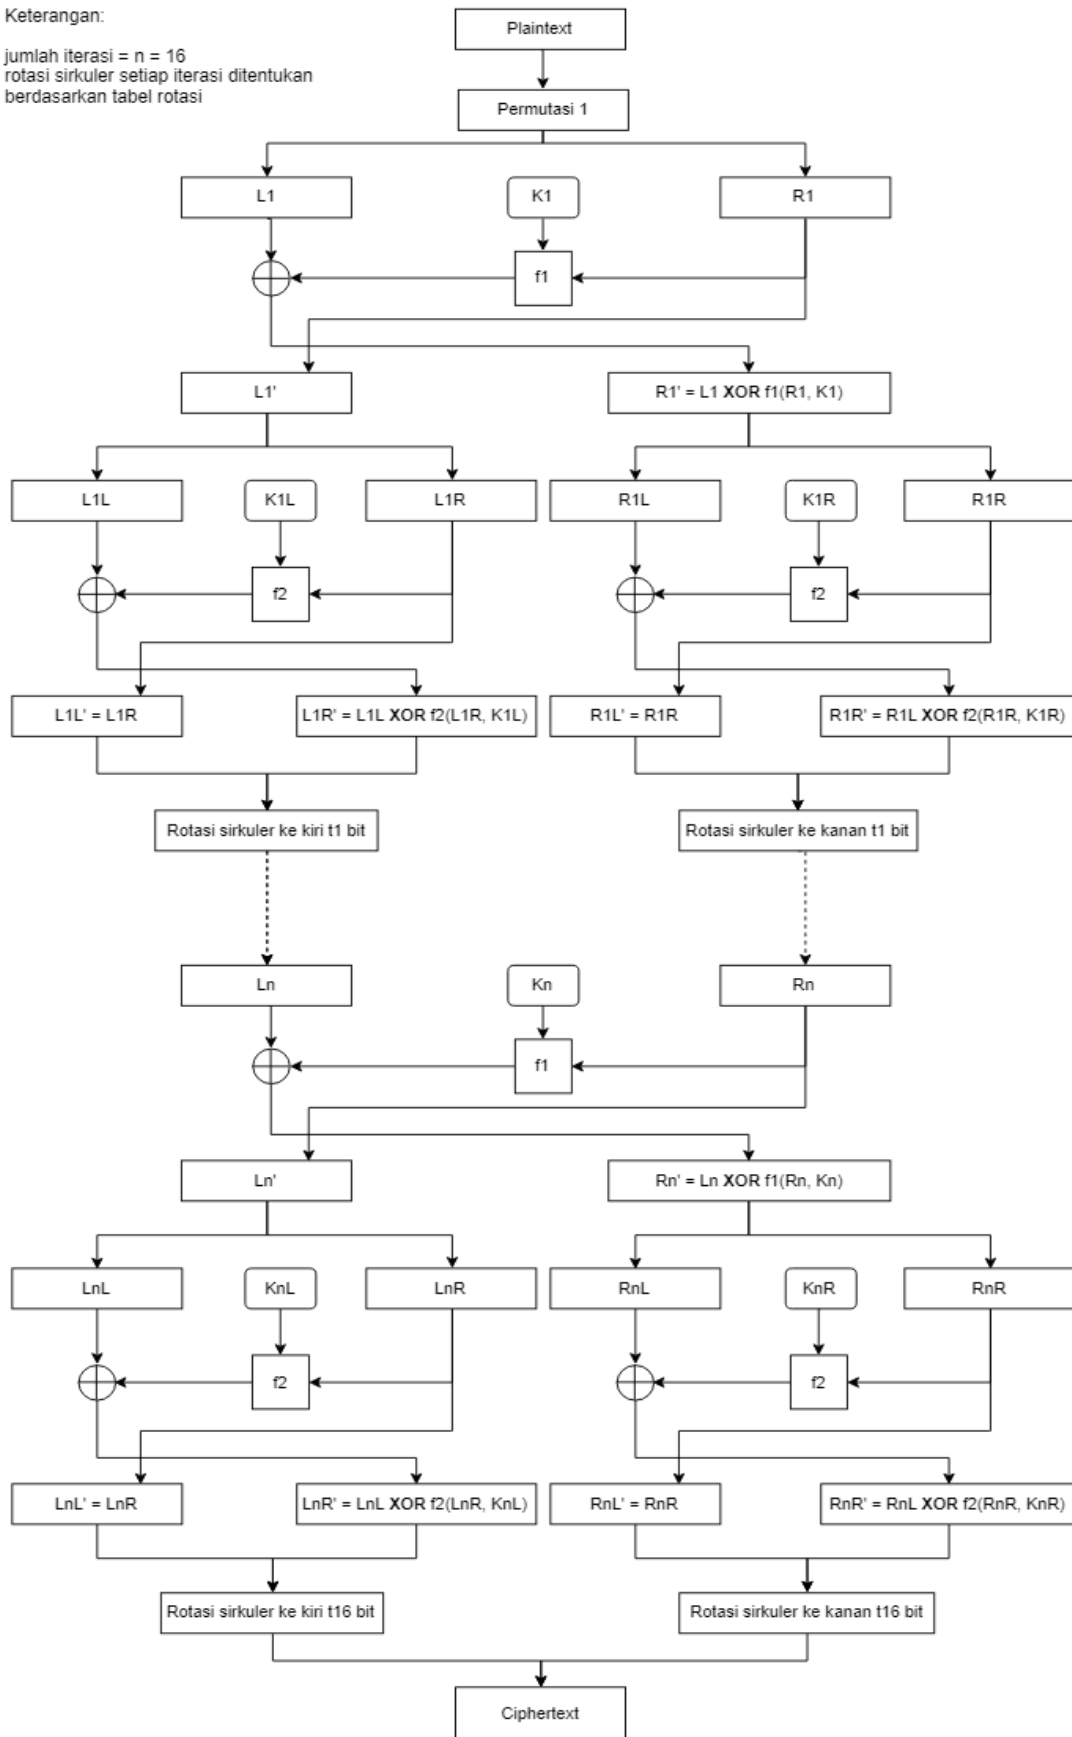 Keterangan:
jumlah iterasi = n = 16
rotasi sirkuler setiap iterasi ditentukan
berdasarkan tabel rotasi
Plaintext
Permutasi 1
L1
K1
R1
f1
L1'
R1' = L1 XOR f1(R1, K1)
L1L
K1L
L1R
R1L
K1R
R1R
f2
f2
L1L' = L1R
L1R' = L1L XOR f2(L1R, K1L)
R1L' = R1R
R1R' = R1L XOR f2(R1R, K1R)
Rotasi sirkuler ke kiri t1 bit
Rotasi sirkuler ke kanan t1 bit
Ln
Kn
Rn
f1
Ln'
Rn' = Ln XOR f1(Rn, Kn)
LnL
KnL
LnR
RnL
KnR
RnR
f2
f2
LnL' = LnR
LnR' = LnL XOR f2(LnR, KnL)
RnL' = RnR
RnR' = RnL XOR f2(RnR, KnR)
Rotasi sirkuler ke kiri t16 bit
Rotasi sirkuler ke kanan t16 bit
Ciphertext